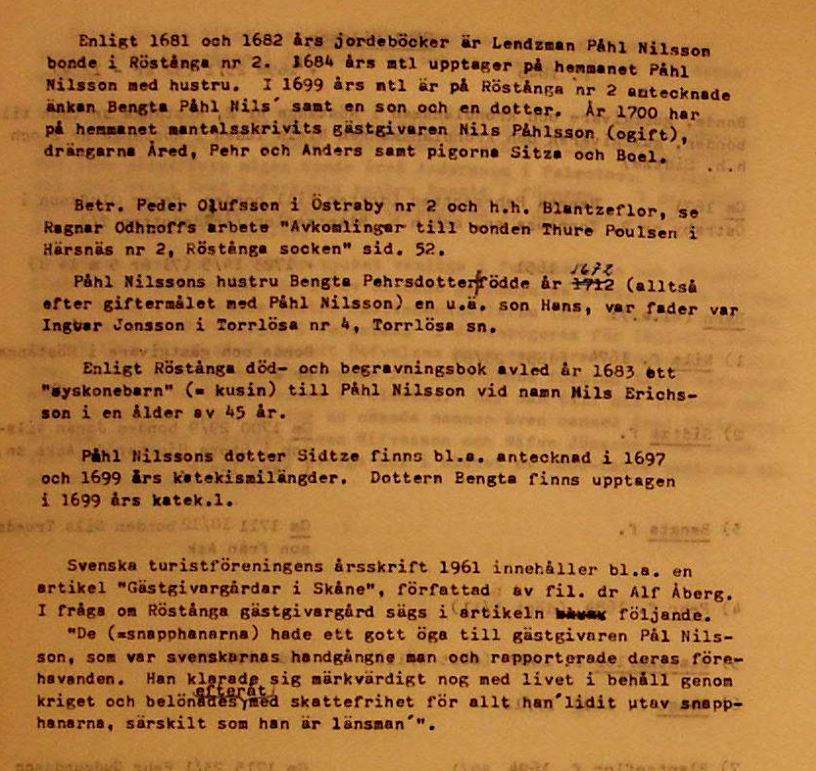 Enligt 1681 och 1682 års jordeböcker är Lendzman Påhl Nilsson
bonde i Röstånga nr 2. 1684 års mtl upptager på hemmanet Påhl
Nilsson med hustru. I 1699 års mtl är på Röstånga nr 2 antecknade
änkan Bengta Påhl Nils´ samt en son och en dotter. År 1700 har
på hemmanet mantalsskrivits gästgivaren Nils Påhlsson (ogift),
drängarna Åred, Pehr och Anders samt pigorna Sitza och Boel.
Betr. Peder Olufsson i Östraby nr 2 och h.h. Blantzeflor, se
Ragnar Odhnoffs arbete "Avkomlingar till bonden Thure Poulsen i
Härsnäs nr 2, Röstånga socken" sid. 52.
1672
Påhl Nilssons hustru Bengta Pehrsdotter födde år 1712 (alltså
efter giftermålet med Påhl Nilsson) en u.ä. son Hans, var fader var
Ingvar Jonsson i Torrlösa nr 4, Torrlösa sn.
Enligt Röstånga död- och begravningsbok avled år 1683 ett
"syskonebarn" (= kusin) till Påhl Nilsson vid namn Nils Erichs-
son i en ålder av 45 år.
Påhl Nilssons dotter Sidtze finns bl.a. antecknad i 1697
och 1699 års katekismilängder. Dottern Bengta finns upptagen
i 1699 års katek.l.
Svenska turistföreningens årsskrift 1961 innehåller bl.a. en
artikel "Gästgivargårdar i Skåne", författad av fil. dr Alf Åberg.
I fråga om Röstånga gästgivargård sägs i artikeln följande.
"De (=snapphanarna) hade ett gott öga till gästgivaren Pål Nils-
son, som var svenskarnas handgångne man och rapporterade deras före-
havanden. Han klarade sig märkvärdigt nog med livet i behåll genom
efteråt
kriget och belönades med skattefrihet för allt han´lidit utav snapp-
hanarna, särskilt som han är länsman´".